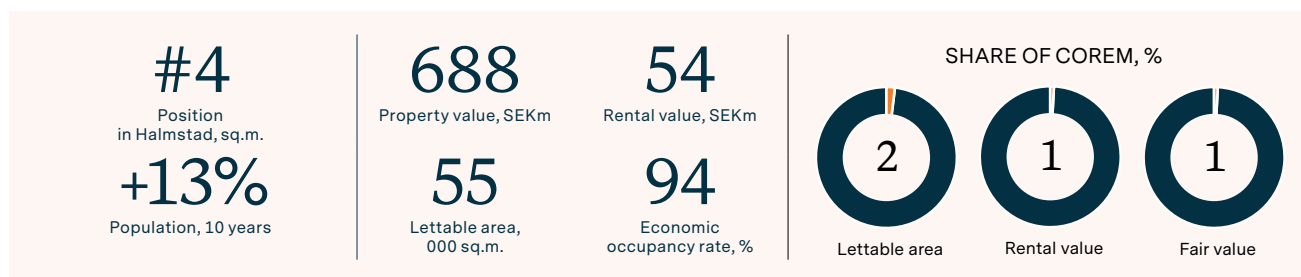 #4
Position
in Halmstad, sq.m.
+13%
Population, 10 years
688
Property value, SEKm
54
Rental value, SEKm
55
Lettable area,
000 sq.m.
94
Economic
occupancy rate, %
SHARE OF COREM, %
2
Lettable area
1
Rental value
1
Fair value